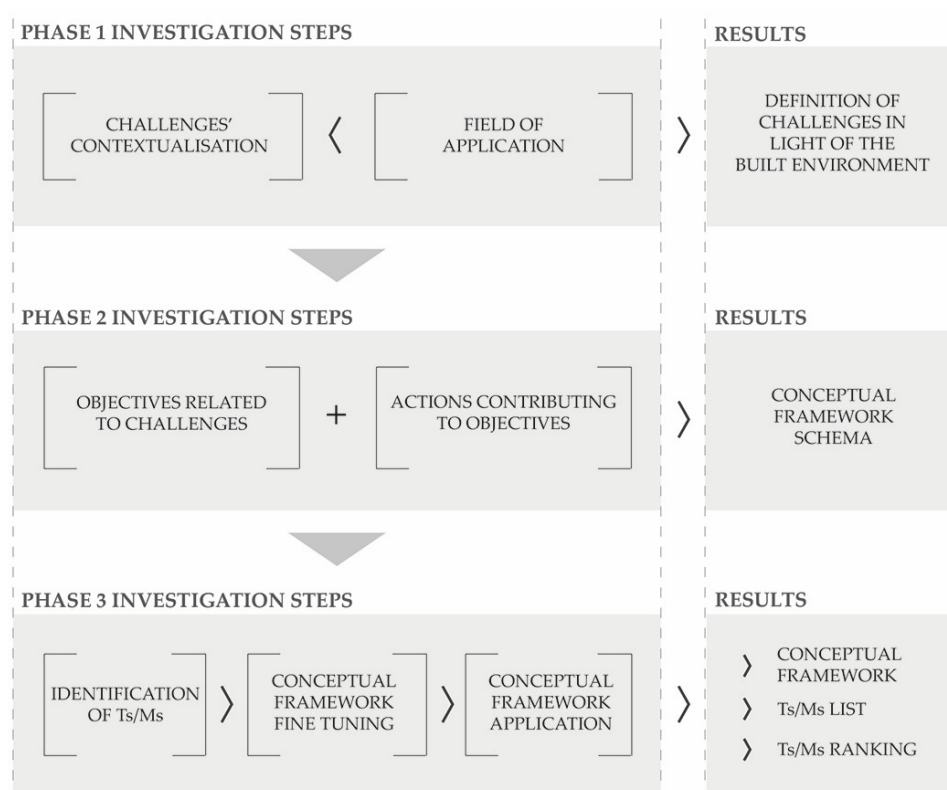 PHASE 1 INVESTIGATION STEPS
RESULTS
CHALLENGES'
CONTEXTUALISATION
FIELD OF
APPLICATION
DEFINITION OF
CHALLENGES IN
LIGHT OF THE
BUILT ENVIRONMENT
PHASE 2 INVESTIGATION STEPS
RESULTS
OBJECTIVES RELATED
TO CHALLENGES
+
ACTIONS CONTRIBUTING
TO OBJECTIVES
CONCEPTUAL
FRAMEWORK
SCHEMA
PHASE 3 INVESTIGATION STEPS
RESULTS
IDENTIFICATION
OF Ts/Ms
CONCEPTUAL
FRAMEWORK
FINE TUNING
CONCEPTUAL
FRAMEWORK
APPLICATION
CONCEPTUAL
FRAMEWORK
Ts/Ms LIST
Ts/Ms RANKING